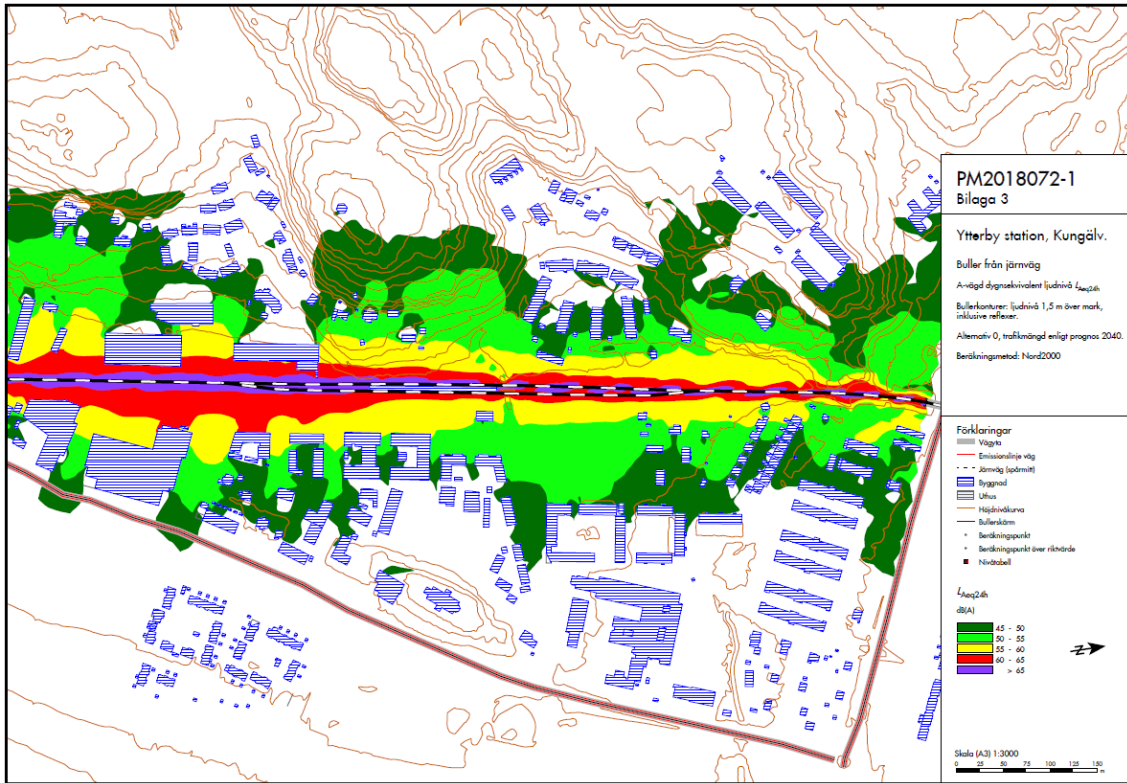 PM2018072-1
Bilaga 3
Ytterby station, Kungälv.
Buller från järnväg
A-vägd dygnsekvivalent ljudnivå LAeq24h
Bullerkonturer: ljudnivå 1,5 m över mark,
inklusive reflexer.
Alternativ 0, trafikmängd enligt prognos 2040.
Beräkningsmetod: Nord2000
Förklaringar
Vägyta
Emissionslinje väg
Järnväg (spårmitt)
Byggnad
Uthus
Höjdnivåkurva
Bullerskärm
Beräkningspunkt
Beräkningspunkt över riktvärde
Nivåtabell
LAeq24h
dB(A)
45 - 50
50 - 55
55 - 60
60 - 65
> 65
N
Skala (A3) 1:3000
0 25 50 75 100 125 150
m